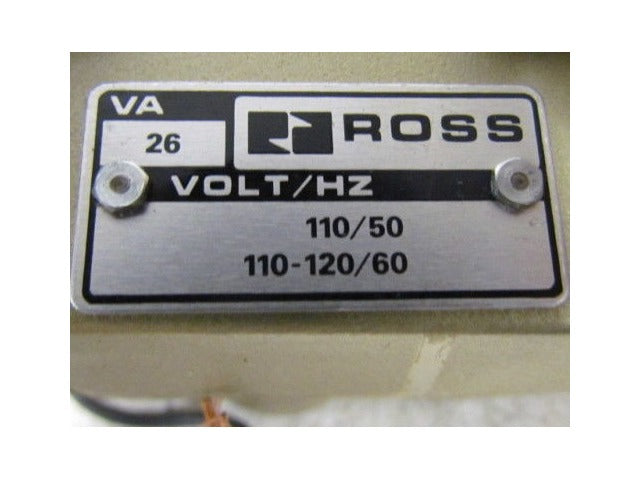 VA
26
ROSS
VOLT/HZ
110/50
110-120/60